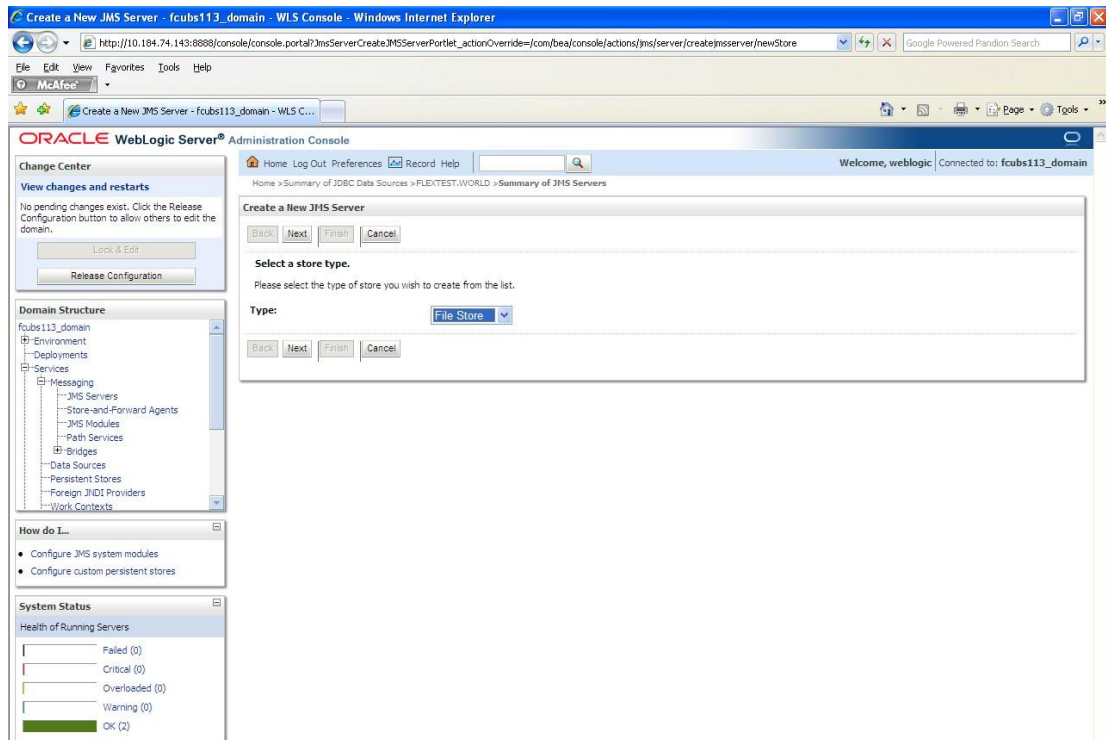 Create a New JMS Server - fcubs113_domain - WLS Console - Windows Internet Explorer
http://10.184.74.143:8888/console/console.portal?JmsServerCreateJMSServerPortlet_actionOverride=/com/bea/console/actions/jms/server/createjmsserver/newStore
Google Powered Pandion Search
File Edit View Favorites Tools Help
McAfee
Create a New JMS Server - fcubs113_domain - WLS C...
Page Tools
ORACLE WebLogic Server® Administration Console
Change Center
View changes and restarts
No pending changes exist. Click the Release
Configuration button to allow others to edit the
domain.
Lock & Edit
Release Configuration
Domain Structure
fcubs113_domain
Environment
Deployments
Services
Messaging
JMS Servers
Store-and-Forward Agents
JMS Modules
Path Services
Bridges
Data Sources
Persistent Stores
Foreign JNDI Providers
Work Contexts
How do I...
Configure JMS system modules
Configure custom persistent stores
System Status
Health of Running Servers
Failed (0)
Critical (0)
Overloaded (0)
Warning (0)
OK (2)
Home Log Out Preferences Record Help
Welcome, weblogic Connected to: fcubs113_domain
Home >Summary of JDBC Data Sources >FLEXTEST.WORLD >Summary of JMS Servers
Create a New JMS Server
Back Next Finish Cancel
Select a store type.
Please select the type of store you wish to create from the list.
Type: File Store
Back Next Finish Cancel